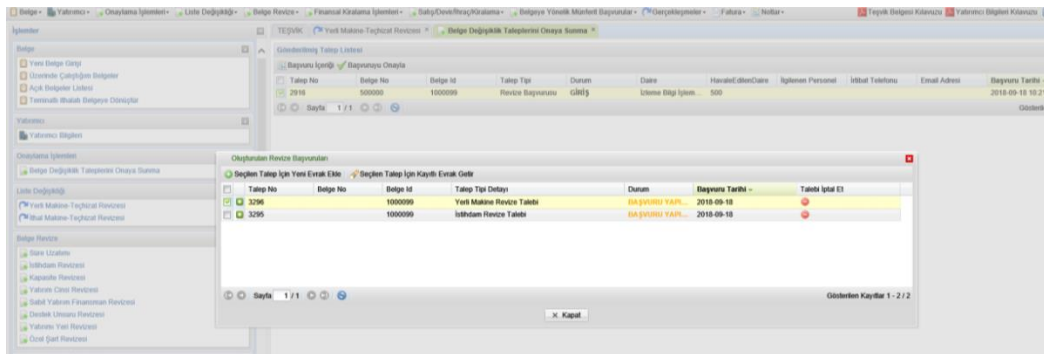 Belge Yatırımcı Onaylama İşlemleri Liste Değişikliği Belge Revize Finansal Kiralama İşlemleri Satış/Devir/İhraç/Kiralama Belgeye Yönelik Münferit Başvurular Gerçekleşmeler Fatura Notlar Teşvik Belgesi Kılavuzu Yatırımcı Bilgileri Kılavuzu
İşlemler
TEŞVİK Yerli Makine-Teçhizat Revizesi Belge Değişiklik Taleplerini Onaya Sunma
Belge
Yeni Belge Girişi
Üzerinde Çalıştığım Belgeler
Açık Belgeler Listesi
Teminatlı İthalatı Belgeye Dönüştür
Gönderilmiş Talep Listesi
Başvuru İçeriği Başvuruyu Onayla
Talep No Belge No Belge Id Talep Tipi Durum Daire HavaleEdilenDaire İlgilenen Personel İrtibat Telefonu Email Adresi Başvuru Tarihi
2918 500000 1000099 Revize Başvurusu GİRİŞ İzleme Bilgi İşlem... 500 2018-09-18 10:2
Sayfa 1 / 1
Yatırımcı
Yatırımcı Bilgileri
Onaylama İşlemleri
Belge Değişiklik Taleplerini Onaya Sunma
Liste Değişikliği
Yerli Makine-Teçhizat Revizesi
İthal Makine-Teçhizat Revizesi
Belge Revize
Süre Uzatımı
İstihdam Revizesi
Kapasite Revizesi
Yatırım Cinsi Revizesi
Sabit Yatırım Finansman Revizesi
Destek Unsuru Revizesi
Yatırım Yeri Revizesi
Özel Şart Revizesi
Oluşturulan Revize Başvuruları
Seçilen Talep İçin Yeni Evrak Ekle Seçilen Talep İçin Kayıtlı Evrak Getir
Talep No Belge No Belge Id Talep Tipi Detayı Durum Başvuru Tarihi Talebi İptal Et
3296 1000099 Yerli Makine Revize Talebi BAŞVURU YAPI... 2018-09-18
3295 1000099 İstihdam Revize Talebi BAŞVURU YAPI... 2018-09-18
Sayfa 1 / 1 Gösterilen Kayıtlar 1 - 2 / 2
Kapat